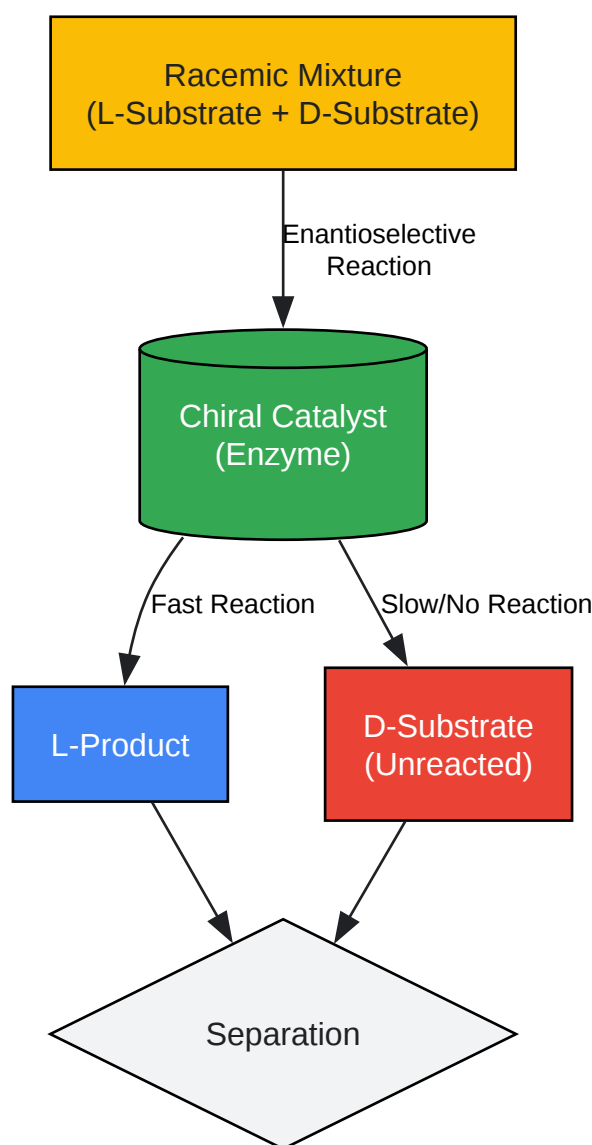 Racemic Mixture
(L-Substrate + D-Substrate)
Enantioselective
Reaction
Chiral Catalyst
(Enzyme)
Fast Reaction
Slow/No Reaction
L-Product
D-Substrate
(Unreacted)
Separation